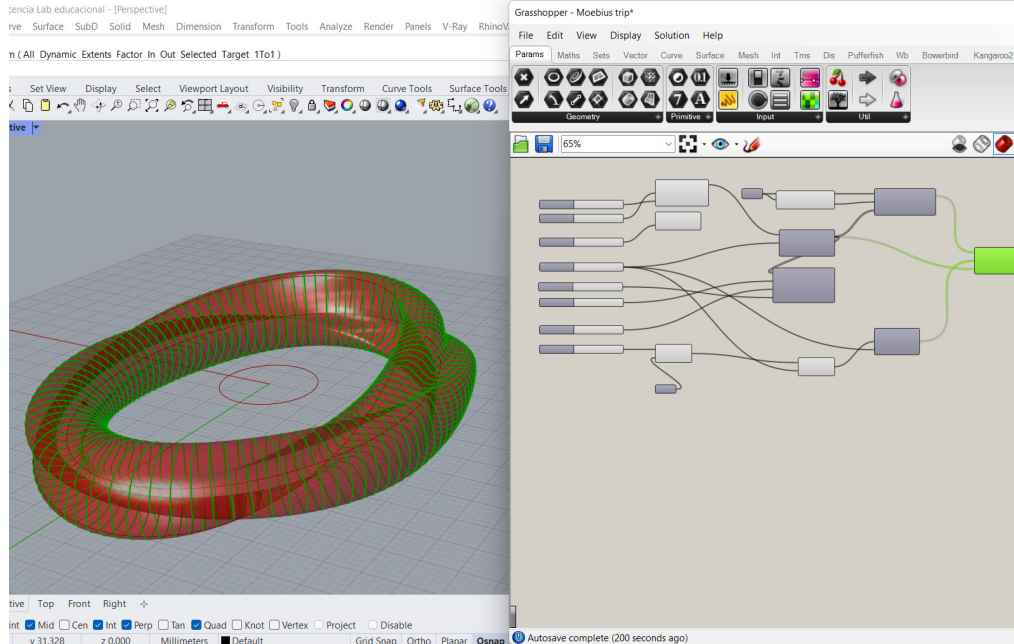 cencia Lab educacional - [Perspective]
rve Surface SubD Solid Mesh Dimension Transform Tools Analyze Render Panels V-Ray RhinoV
m ( All Dynamic Extents Factor In Out Selected Target 1To1 )
s Set View Display Select Viewport Layout Visibility Transform Curve Tools Surface Tools
tive
tive Top Front Right
int Mid Cen Int Perp Tan Quad Knot Vertex Project Disable
y 31.328 z 0.000 Millimeters Default Grid Snap Ortho Planar Osnap
Grasshopper - Moebius trip*
File Edit View Display Solution Help
Params Maths Sets Vector Curve Surface Mesh Int Trns Dis Pufferfish Wb Bowerbird Kangaroo2
Geometry Primitive Input Util
65%
Autosave complete (200 seconds ago)